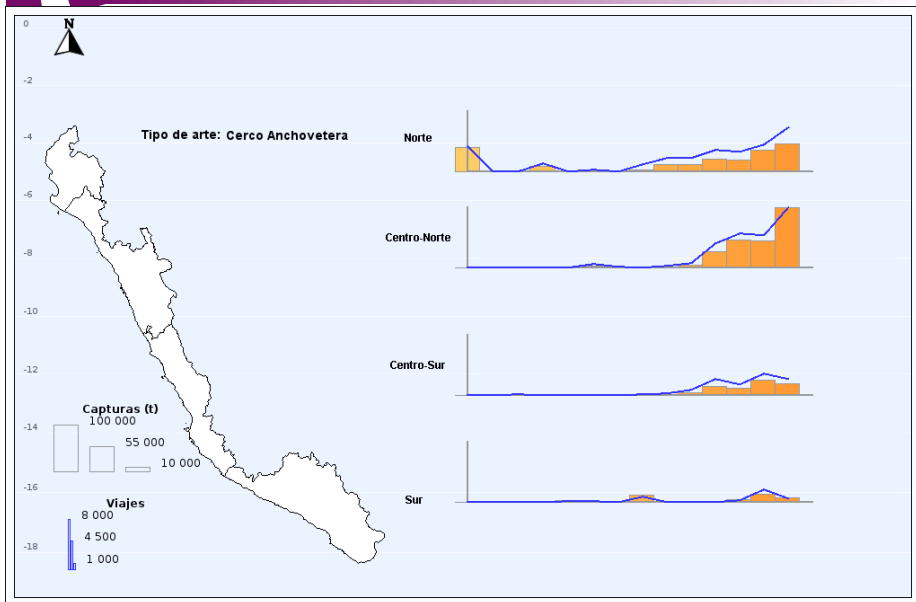 0
N
-2
-4
Tipo de arte: Cerco Anchovetera
Norte
-6
Centro-Norte
-8
-10
Centro-Sur
-12
Capturas (t)
100 000
-14
55 000
10 000
-16
Sur
Viajes
8 000
4 500
-18
1 000